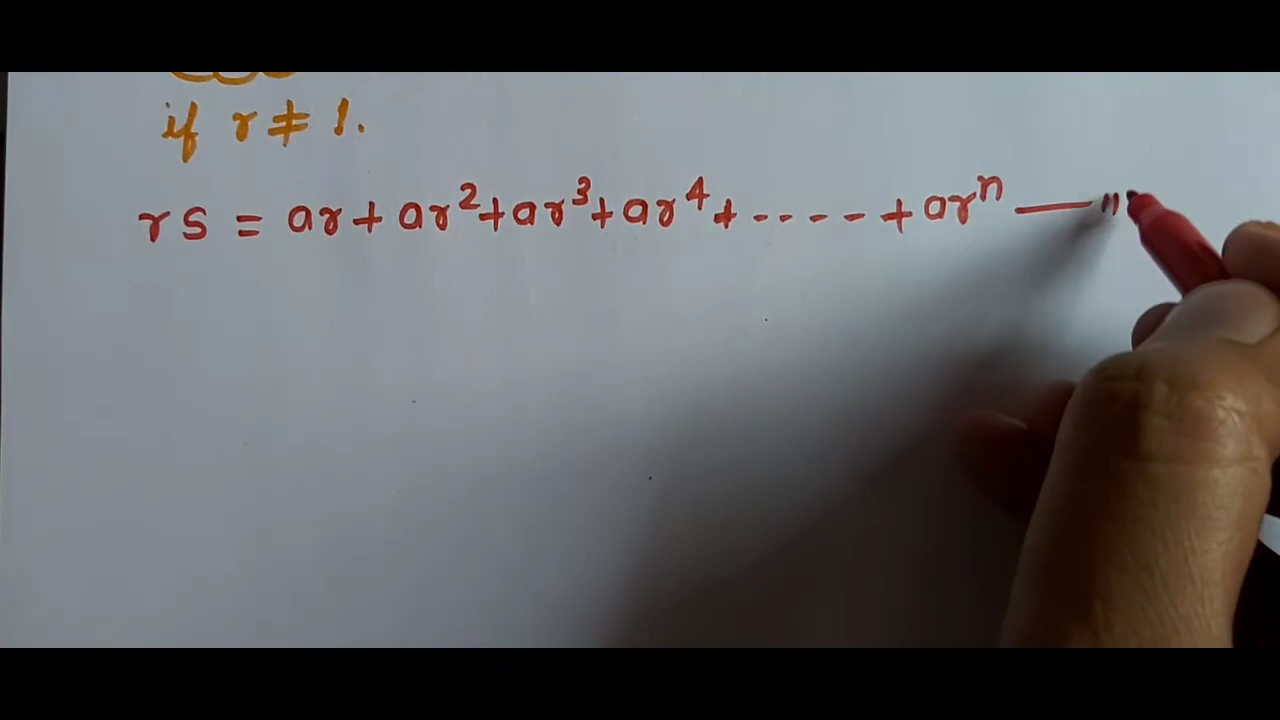 if r ≠ 1.
rS = ar + ar² + ar³ + ar⁴ + ----- + arⁿ — "